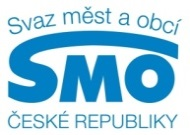 Svaz měst a obcí
SMO
ČESKÉ REPUBLIKY